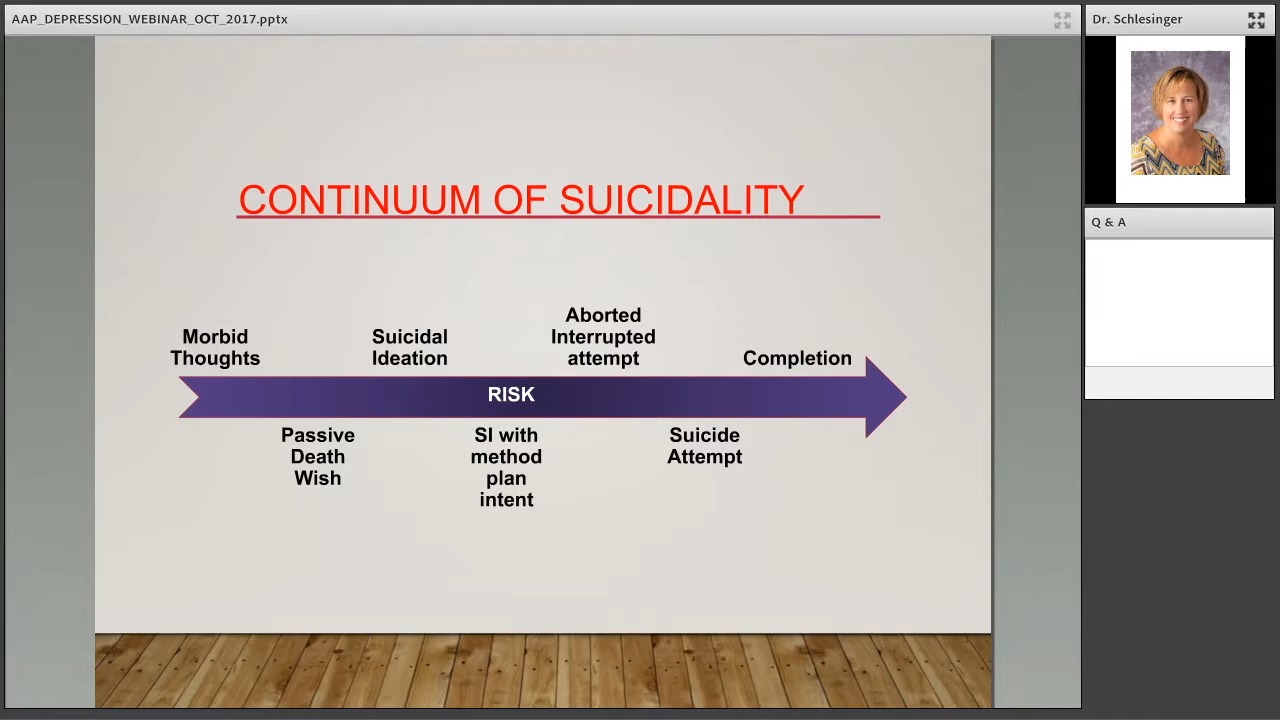 AAP_DEPRESSION_WEBINAR_OCT_2017.pptx
Dr. Schlesinger
Q & A
CONTINUUM OF SUICIDALITY
Morbid
Thoughts
Suicidal
Ideation
Aborted
Interrupted
attempt
Completion
RISK
Passive
Death
Wish
SI with
method
plan
intent
Suicide
Attempt